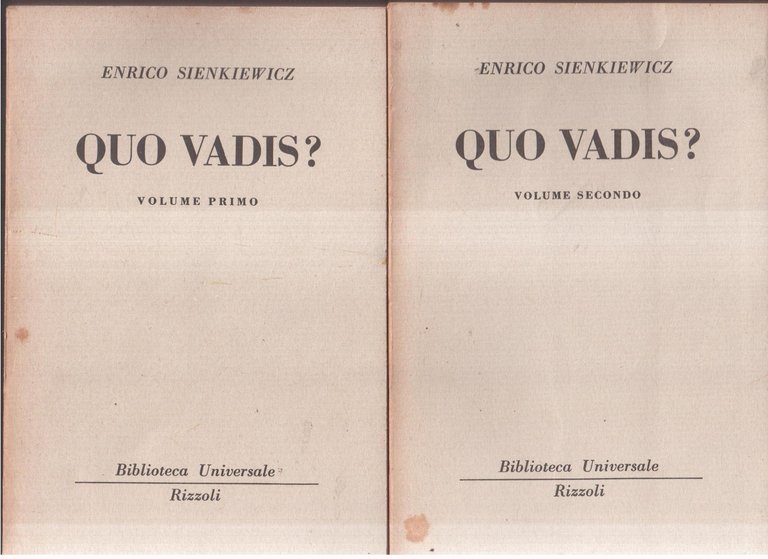 ENRICO SIENKIEWICZ
QUO VADIS?
VOLUME PRIMO
Biblioteca Universale
Rizzoli
ENRICO SIENKIEWICZ
QUO VADIS?
VOLUME SECONDO
Biblioteca Universale
Rizzoli